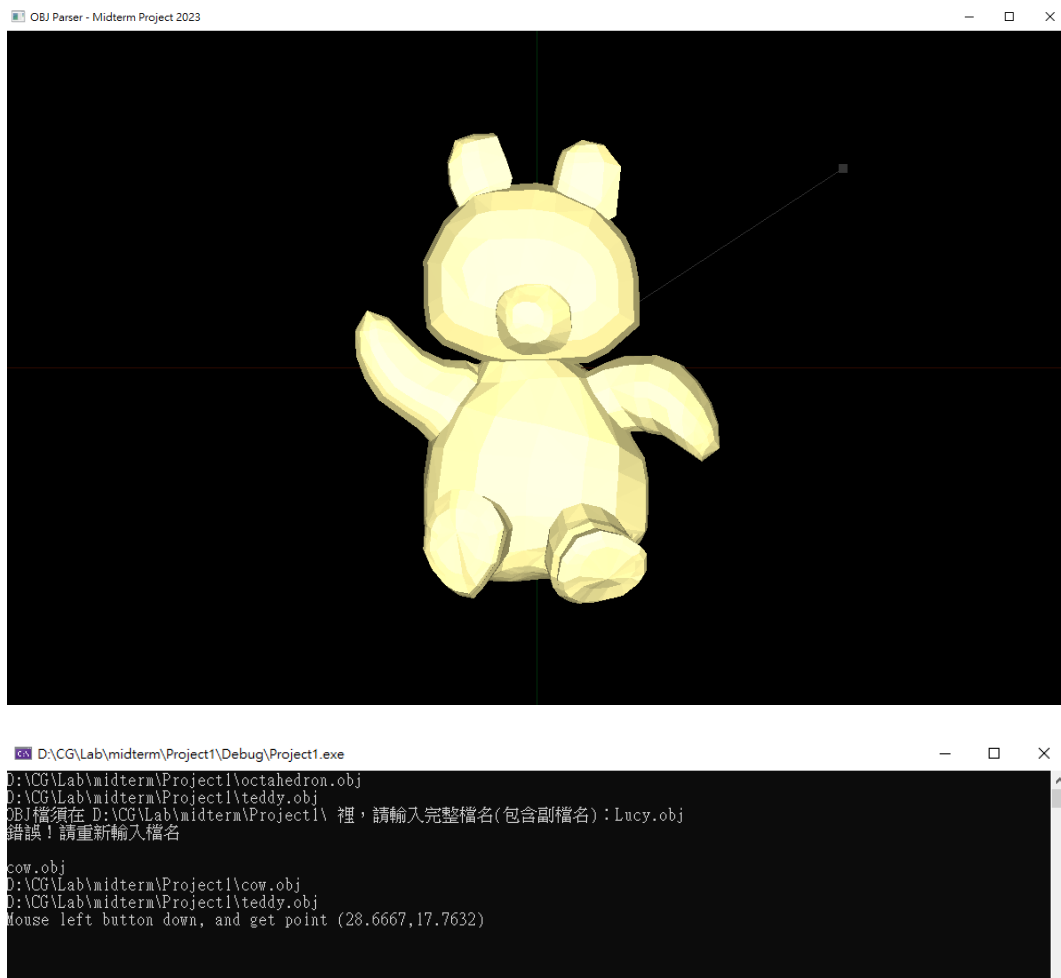 OBJ Parser - Midterm Project 2023
D:\CG\Lab\midterm\Project1\Debug\Project1.exe
D:\CG\Lab\midterm\Project1\octahedron.obj
D:\CG\Lab\midterm\Project1\teddy.obj
OBJ檔須在 D:\CG\Lab\midterm\Project1\ 裡，請輸入完整檔名(包含副檔名)：Lucy.obj
錯誤！請重新輸入檔名
cow.obj
D:\CG\Lab\midterm\Project1\cow.obj
D:\CG\Lab\midterm\Project1\teddy.obj
Mouse left button down, and get point (28.6667,17.7632)